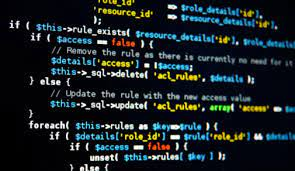 'role_id' => $role_details['id'],
'resource_id' => $resource_details['id'],
if ( $this->rule_exists( $resource_details['id'], $role_details
if ( $access == false ) {
// Remove the rule as there is currently no need for it
$details['access'] = !$access;
$this->_sql->delete( 'acl_rules', $details );
} else {
// Update the rule with the new access value
$this->_sql->update( 'acl_rules', array( 'access' =>
}
foreach( $this->rules as $key=>$rule ) {
if ( $details['role_id'] == $rule['role_id'] &&
if ( $access == false ) {
unset( $this->rules[ $key ] );
} else {